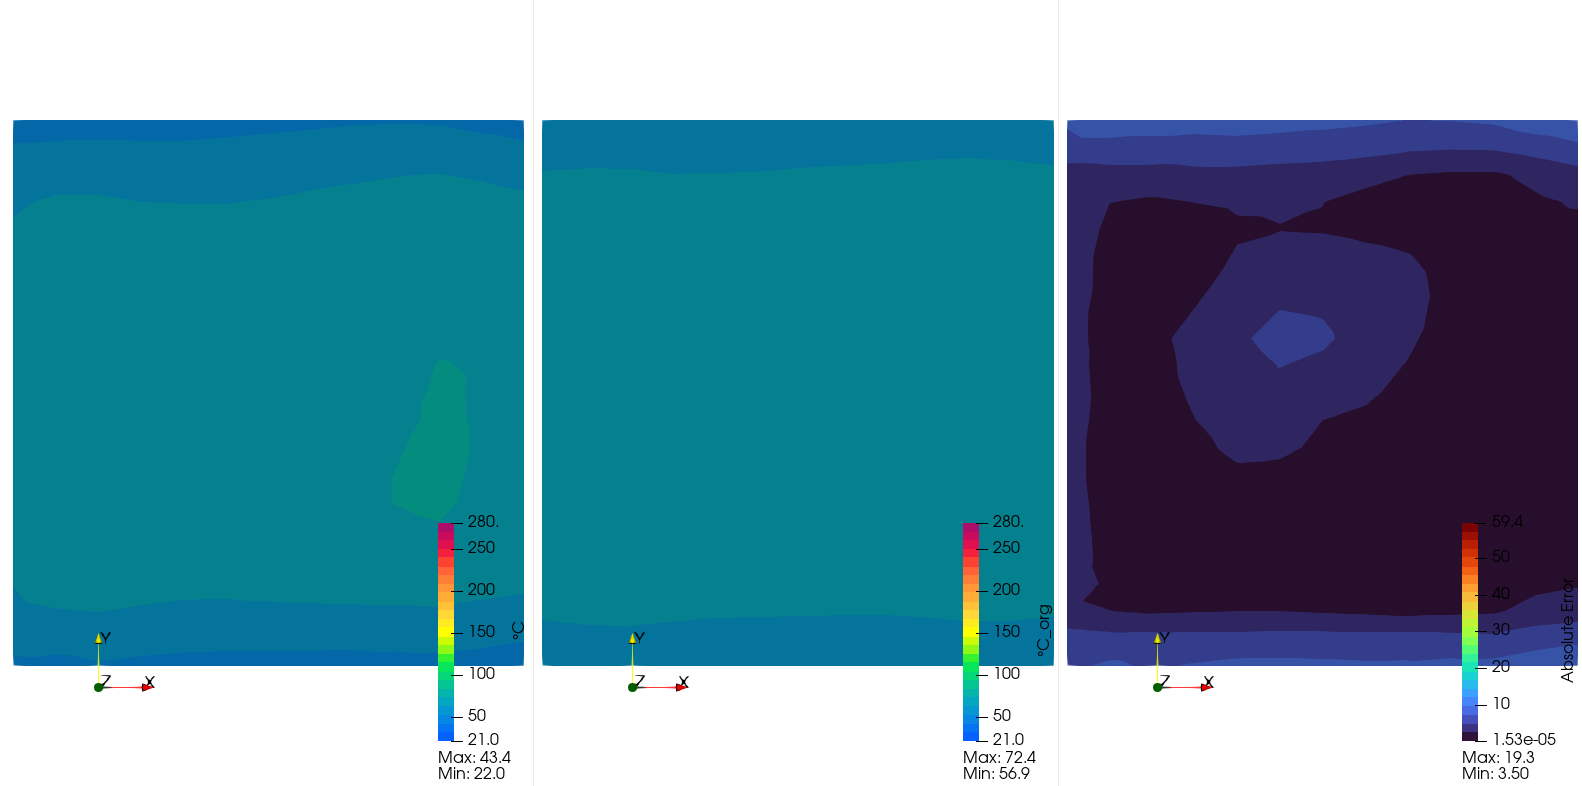 280.
250
200
150
100
50
21.0
°C
Max: 43.4
Min: 22.0
Y
Z
X
280.
250
200
150
100
50
21.0
°C_org
Max: 72.4
Min: 56.9
Y
Z
X
59.4
50
40
30
20
10
1.53e-05
Absolute Error
Max: 19.3
Min: 3.50
Y
Z
X